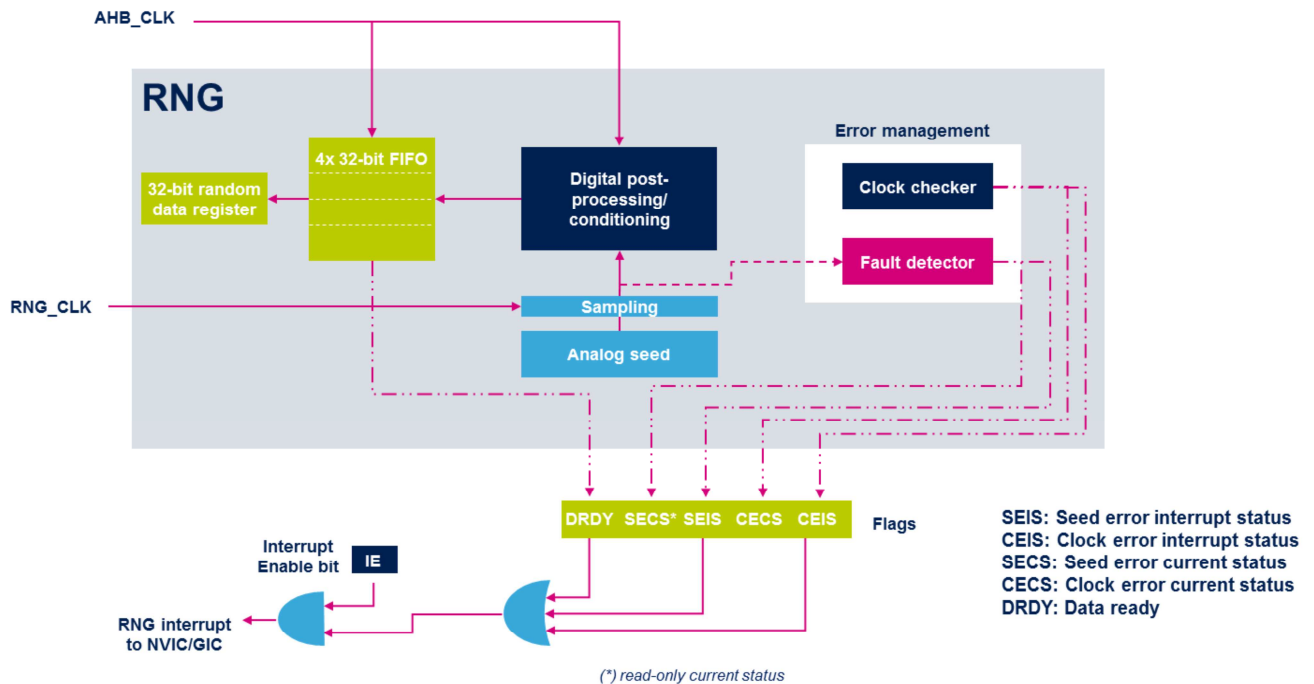 AHB_CLK
RNG
Error management
4x 32-bit FIFO
Digital post-
processing/
conditioning
Clock checker
32-bit random
data register
Fault detector
RNG_CLK
Sampling
Analog seed
DRDY SECS* SEIS CECS CEIS
Flags
SEIS: Seed error interrupt status
CEIS: Clock error interrupt status
SECS: Seed error current status
CECS: Clock error current status
DRDY: Data ready
Interrupt
Enable bit
IE
RNG interrupt
to NVIC/GIC
(*) read-only current status